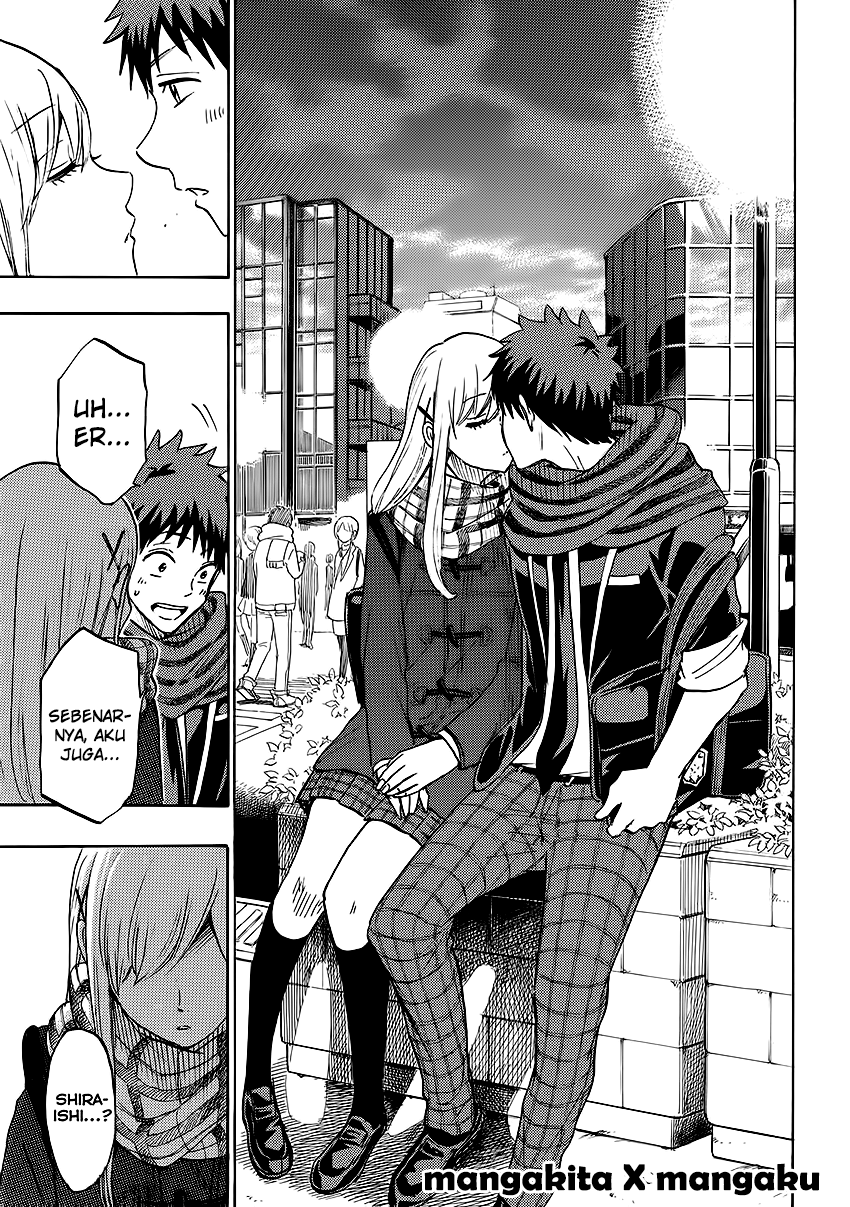 UH...
ER...
SEBENAR-
NYA, AKU
JUGA...
SHIRA-
ISHI...?
mangakita X mangaku